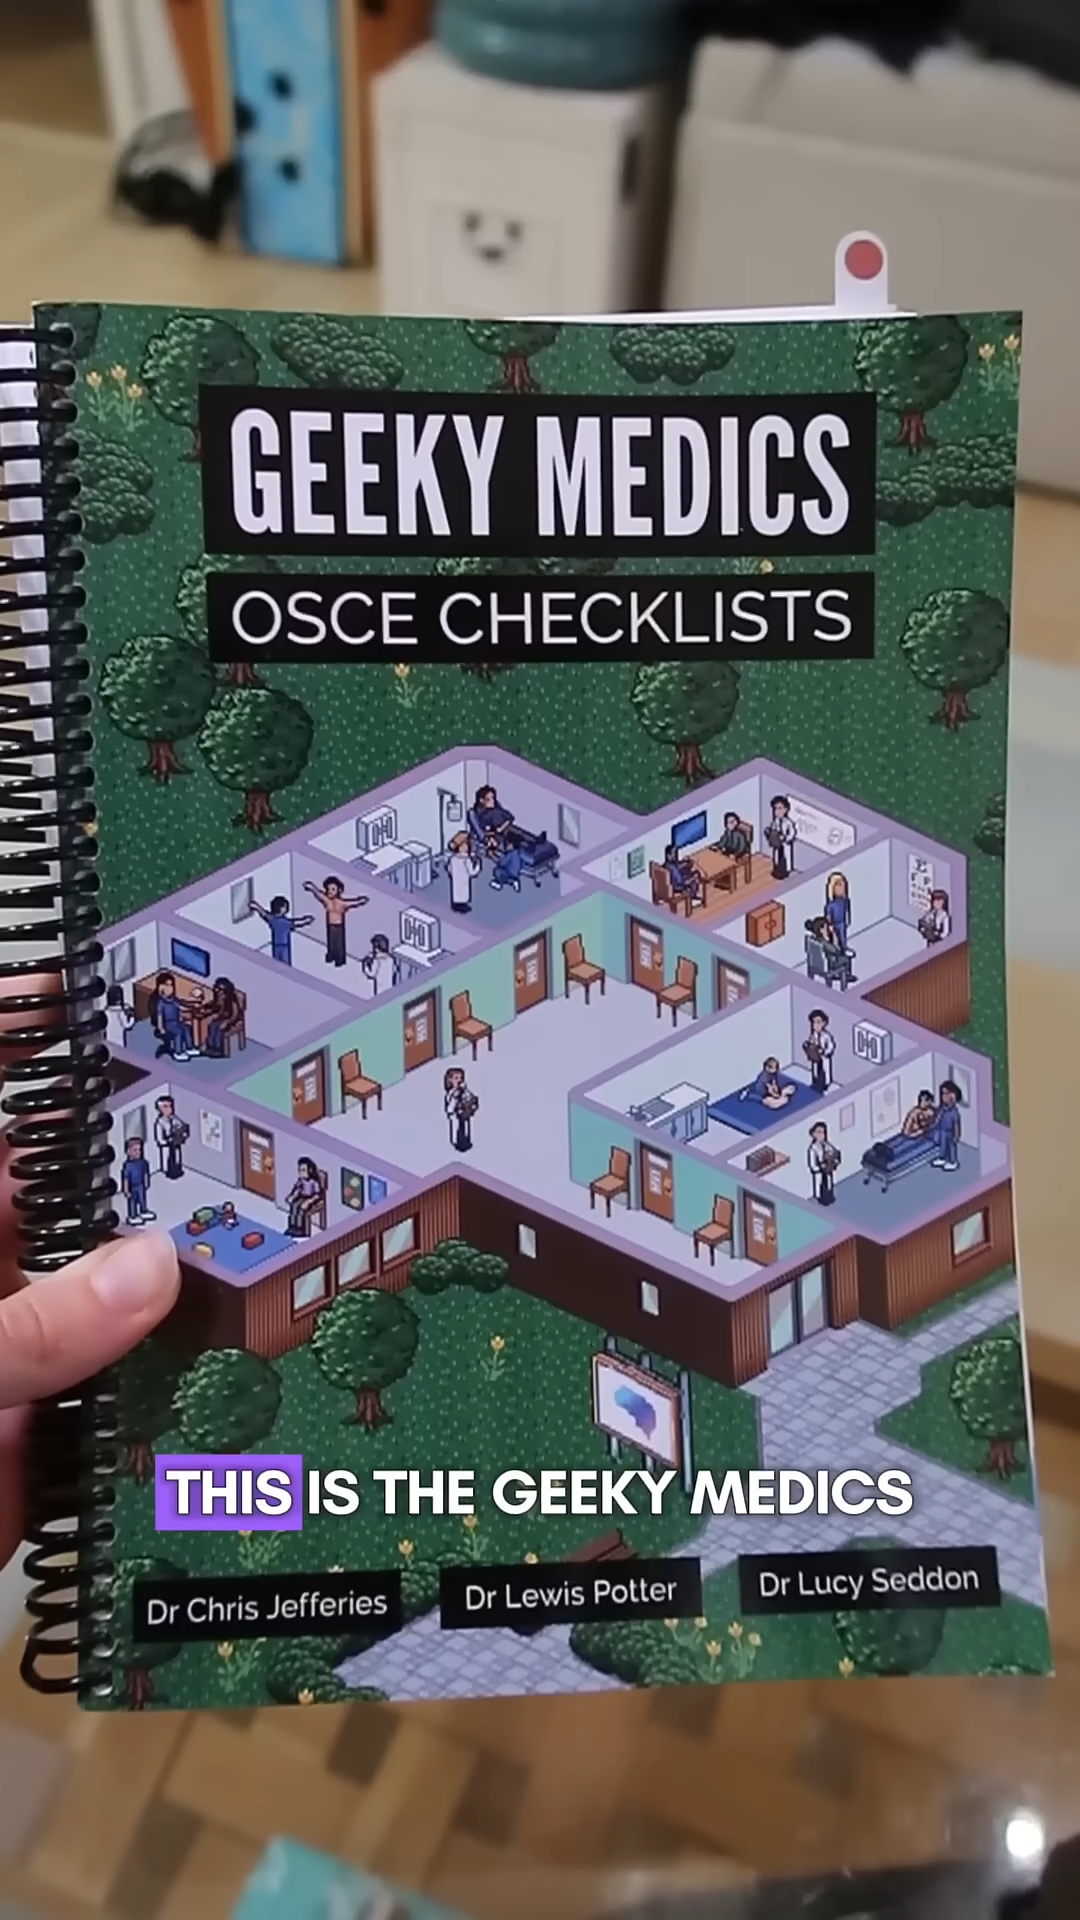 GEEKY MEDICS
OSCE CHECKLISTS
THIS IS THE GEEKY MEDICS
Dr Chris Jefferies
Dr Lewis Potter
Dr Lucy Seddon